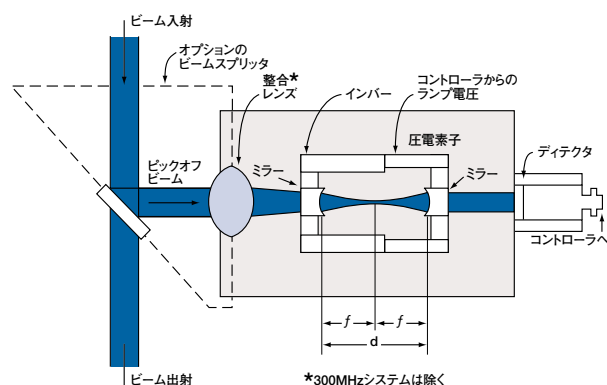 ビーム入射
オプションの
ビームスプリッタ
整合*
レンズ
インバー
コントローラからの
ランプ電圧
圧電素子
ディテクタ
ピックオフ
ビーム
ミラー
ミラー
コントローラへ
f
f
d
ビーム出射
*300MHzシステムは除く